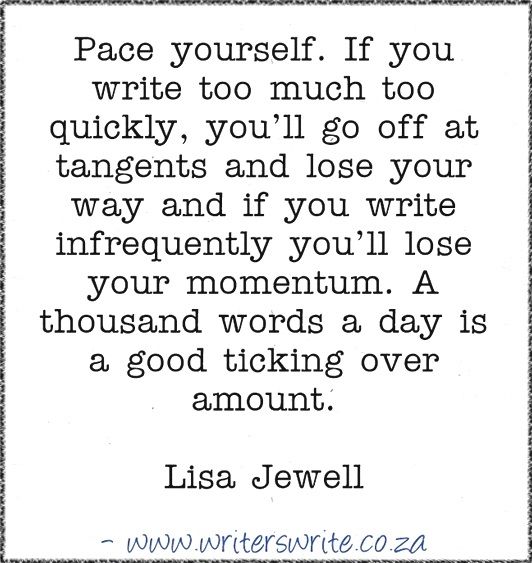 Pace yourself. If you
write too much too
quickly, you'll go off at
tangents and lose your
way and if you write
infrequently you'll lose
your momentum. A
thousand words a day is
a good ticking over
amount.
Lisa Jewell
- www.writerswrite.co.za